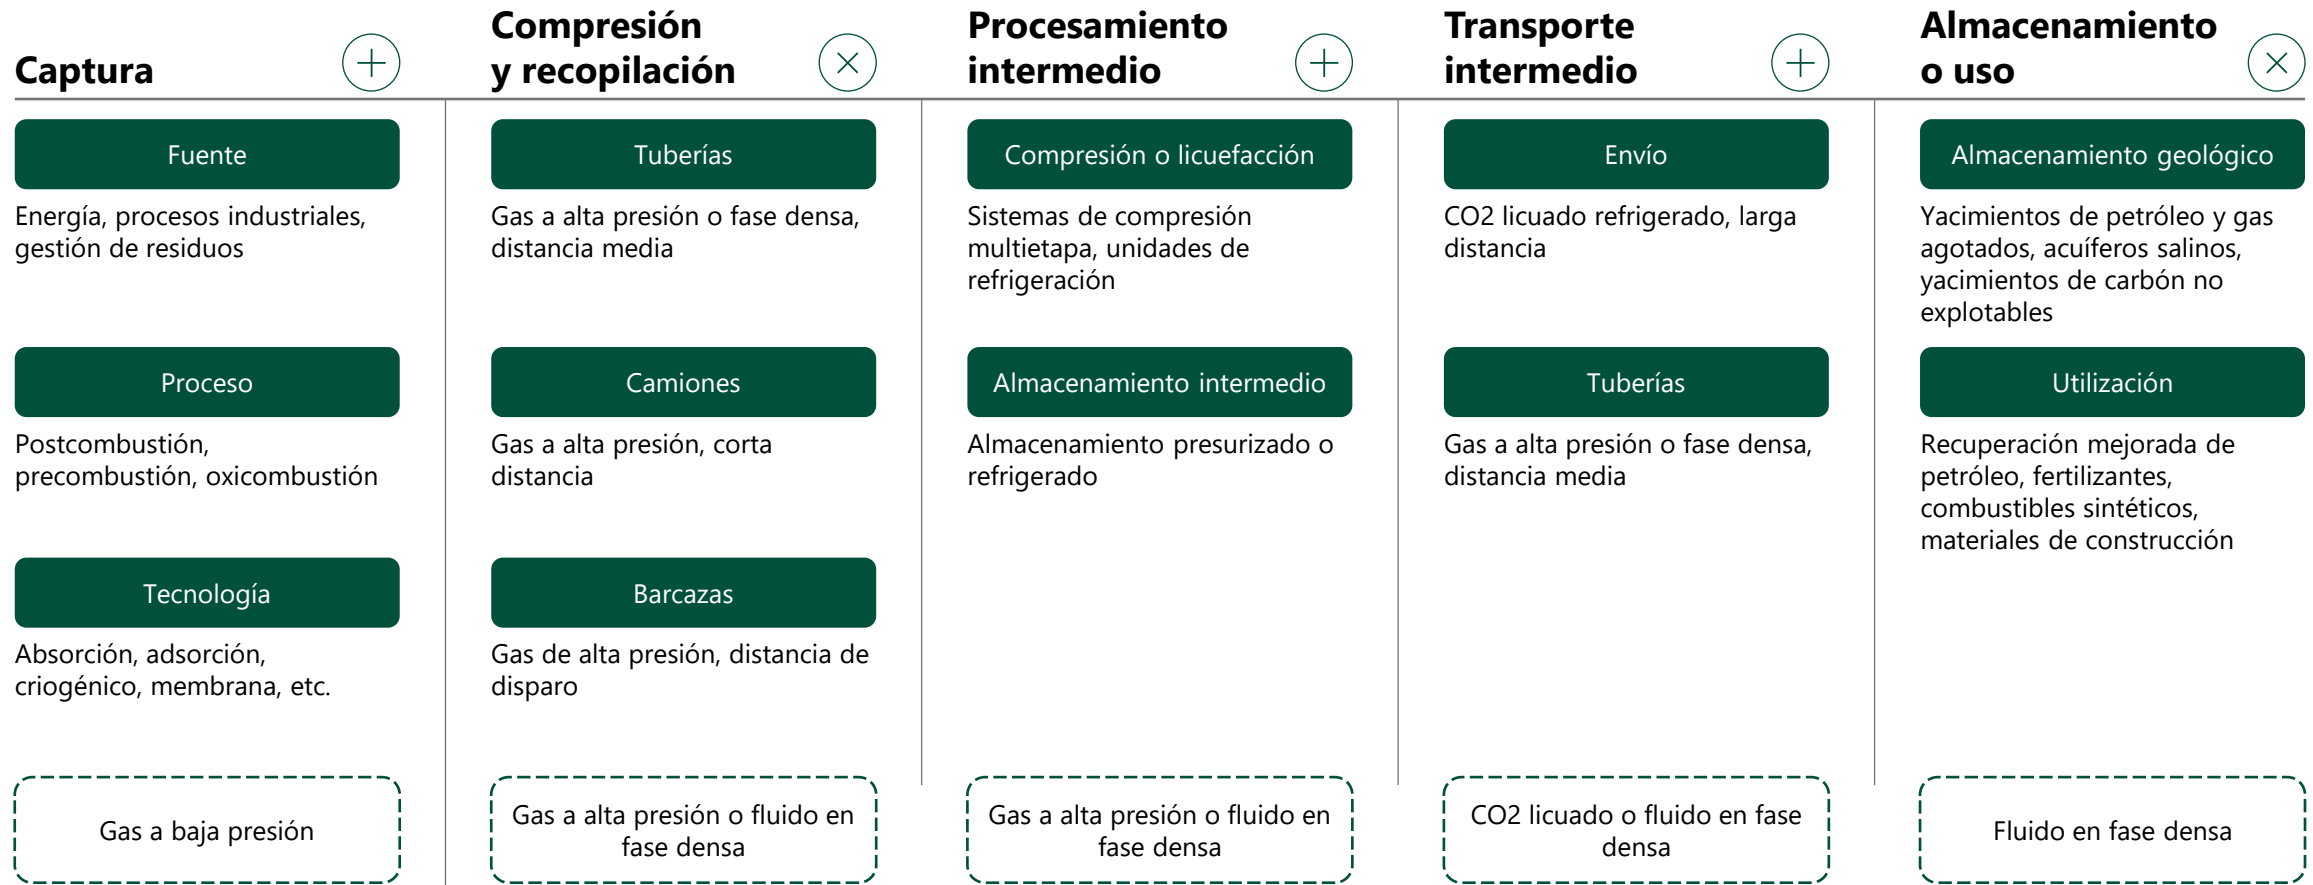 Captura
Fuente
Energía, procesos industriales,
gestión de residuos
Proceso
Postcombustión,
precombustión, oxicombustión
Tecnología
Absorción, adsorción,
criogénico, membrana, etc.
Gas a baja presión
Compresión
y recopilación
Tuberías
Gas a alta presión o fase densa,
distancia media
Camiones
Gas a alta presión, corta
distancia
Barcazas
Gas de alta presión, distancia de
disparo
Gas a alta presión o fluido en
fase densa
Procesamiento
intermedio
Compresión o licuefacción
Sistemas de compresión
multietapa, unidades de
refrigeración
Almacenamiento intermedio
Almacenamiento presurizado o
refrigerado
Gas a alta presión o fluido en
fase densa
Transporte
intermedio
Envío
CO2 licuado refrigerado, larga
distancia
Tuberías
Gas a alta presión o fase densa,
distancia media
CO2 licuado o fluido en fase
densa
Almacenamiento
o uso
Almacenamiento geológico
Yacimientos de petróleo y gas
agotados, acuíferos salinos,
yacimientos de carbón no
explotables
Utilización
Recuperación mejorada de
petróleo, fertilizantes,
combustibles sintéticos,
materiales de construcción
Fluido en fase densa